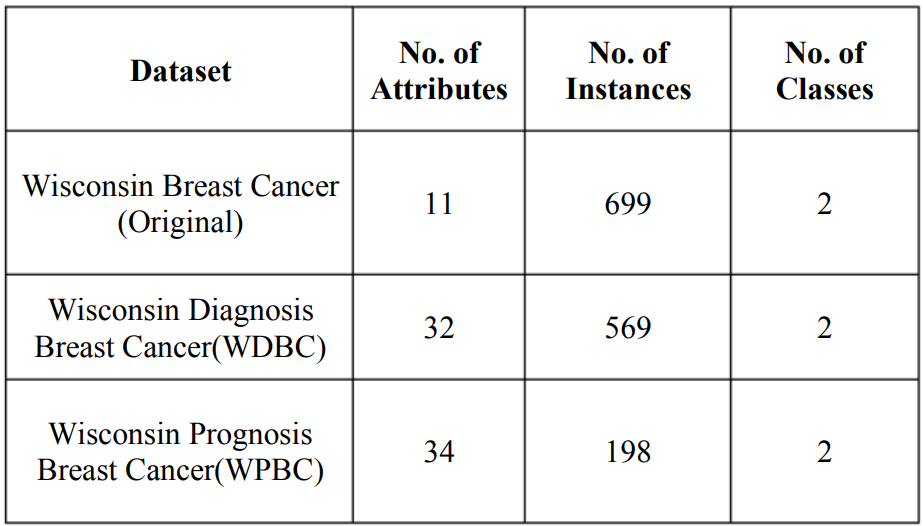 Dataset
No. of
Attributes
No. of
Instances
No. of
Classes
Wisconsin Breast Cancer
(Original)
11
699
2
Wisconsin Diagnosis
Breast Cancer(WDBC)
32
569
2
Wisconsin Prognosis
Breast Cancer(WPBC)
34
198
2